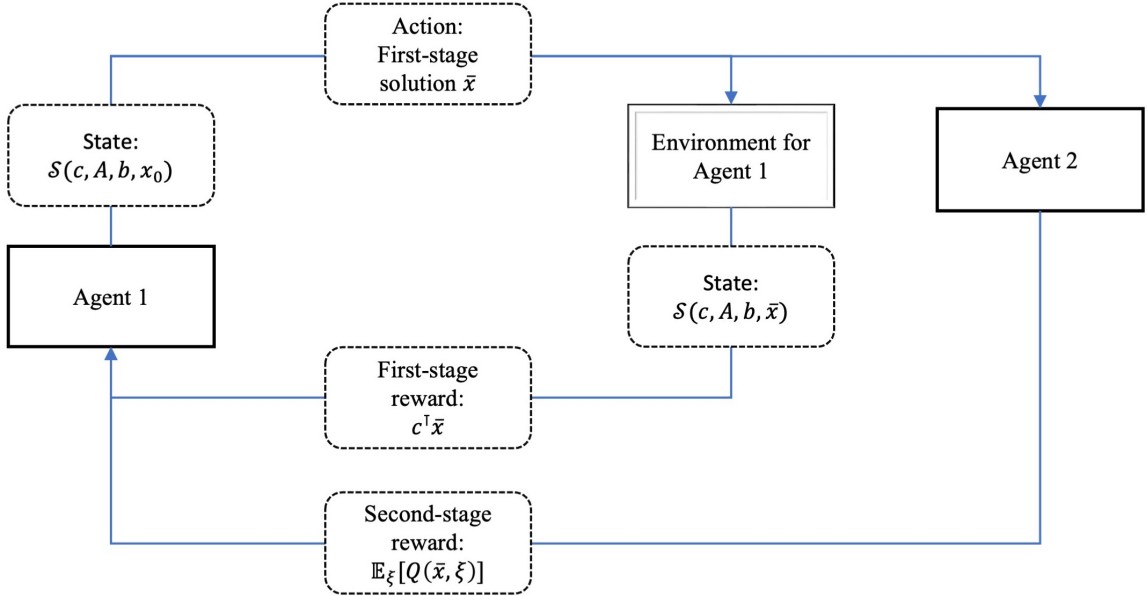 Action:
First-stage
solution x̄
State:
𝒮(c, A, b, x₀)
Environment for
Agent 1
Agent 2
Agent 1
State:
𝒮(c, A, b, x̄)
First-stage
reward:
c⊺x̄
Second-stage
reward:
𝔼_ξ[Q(x̄, ξ)]